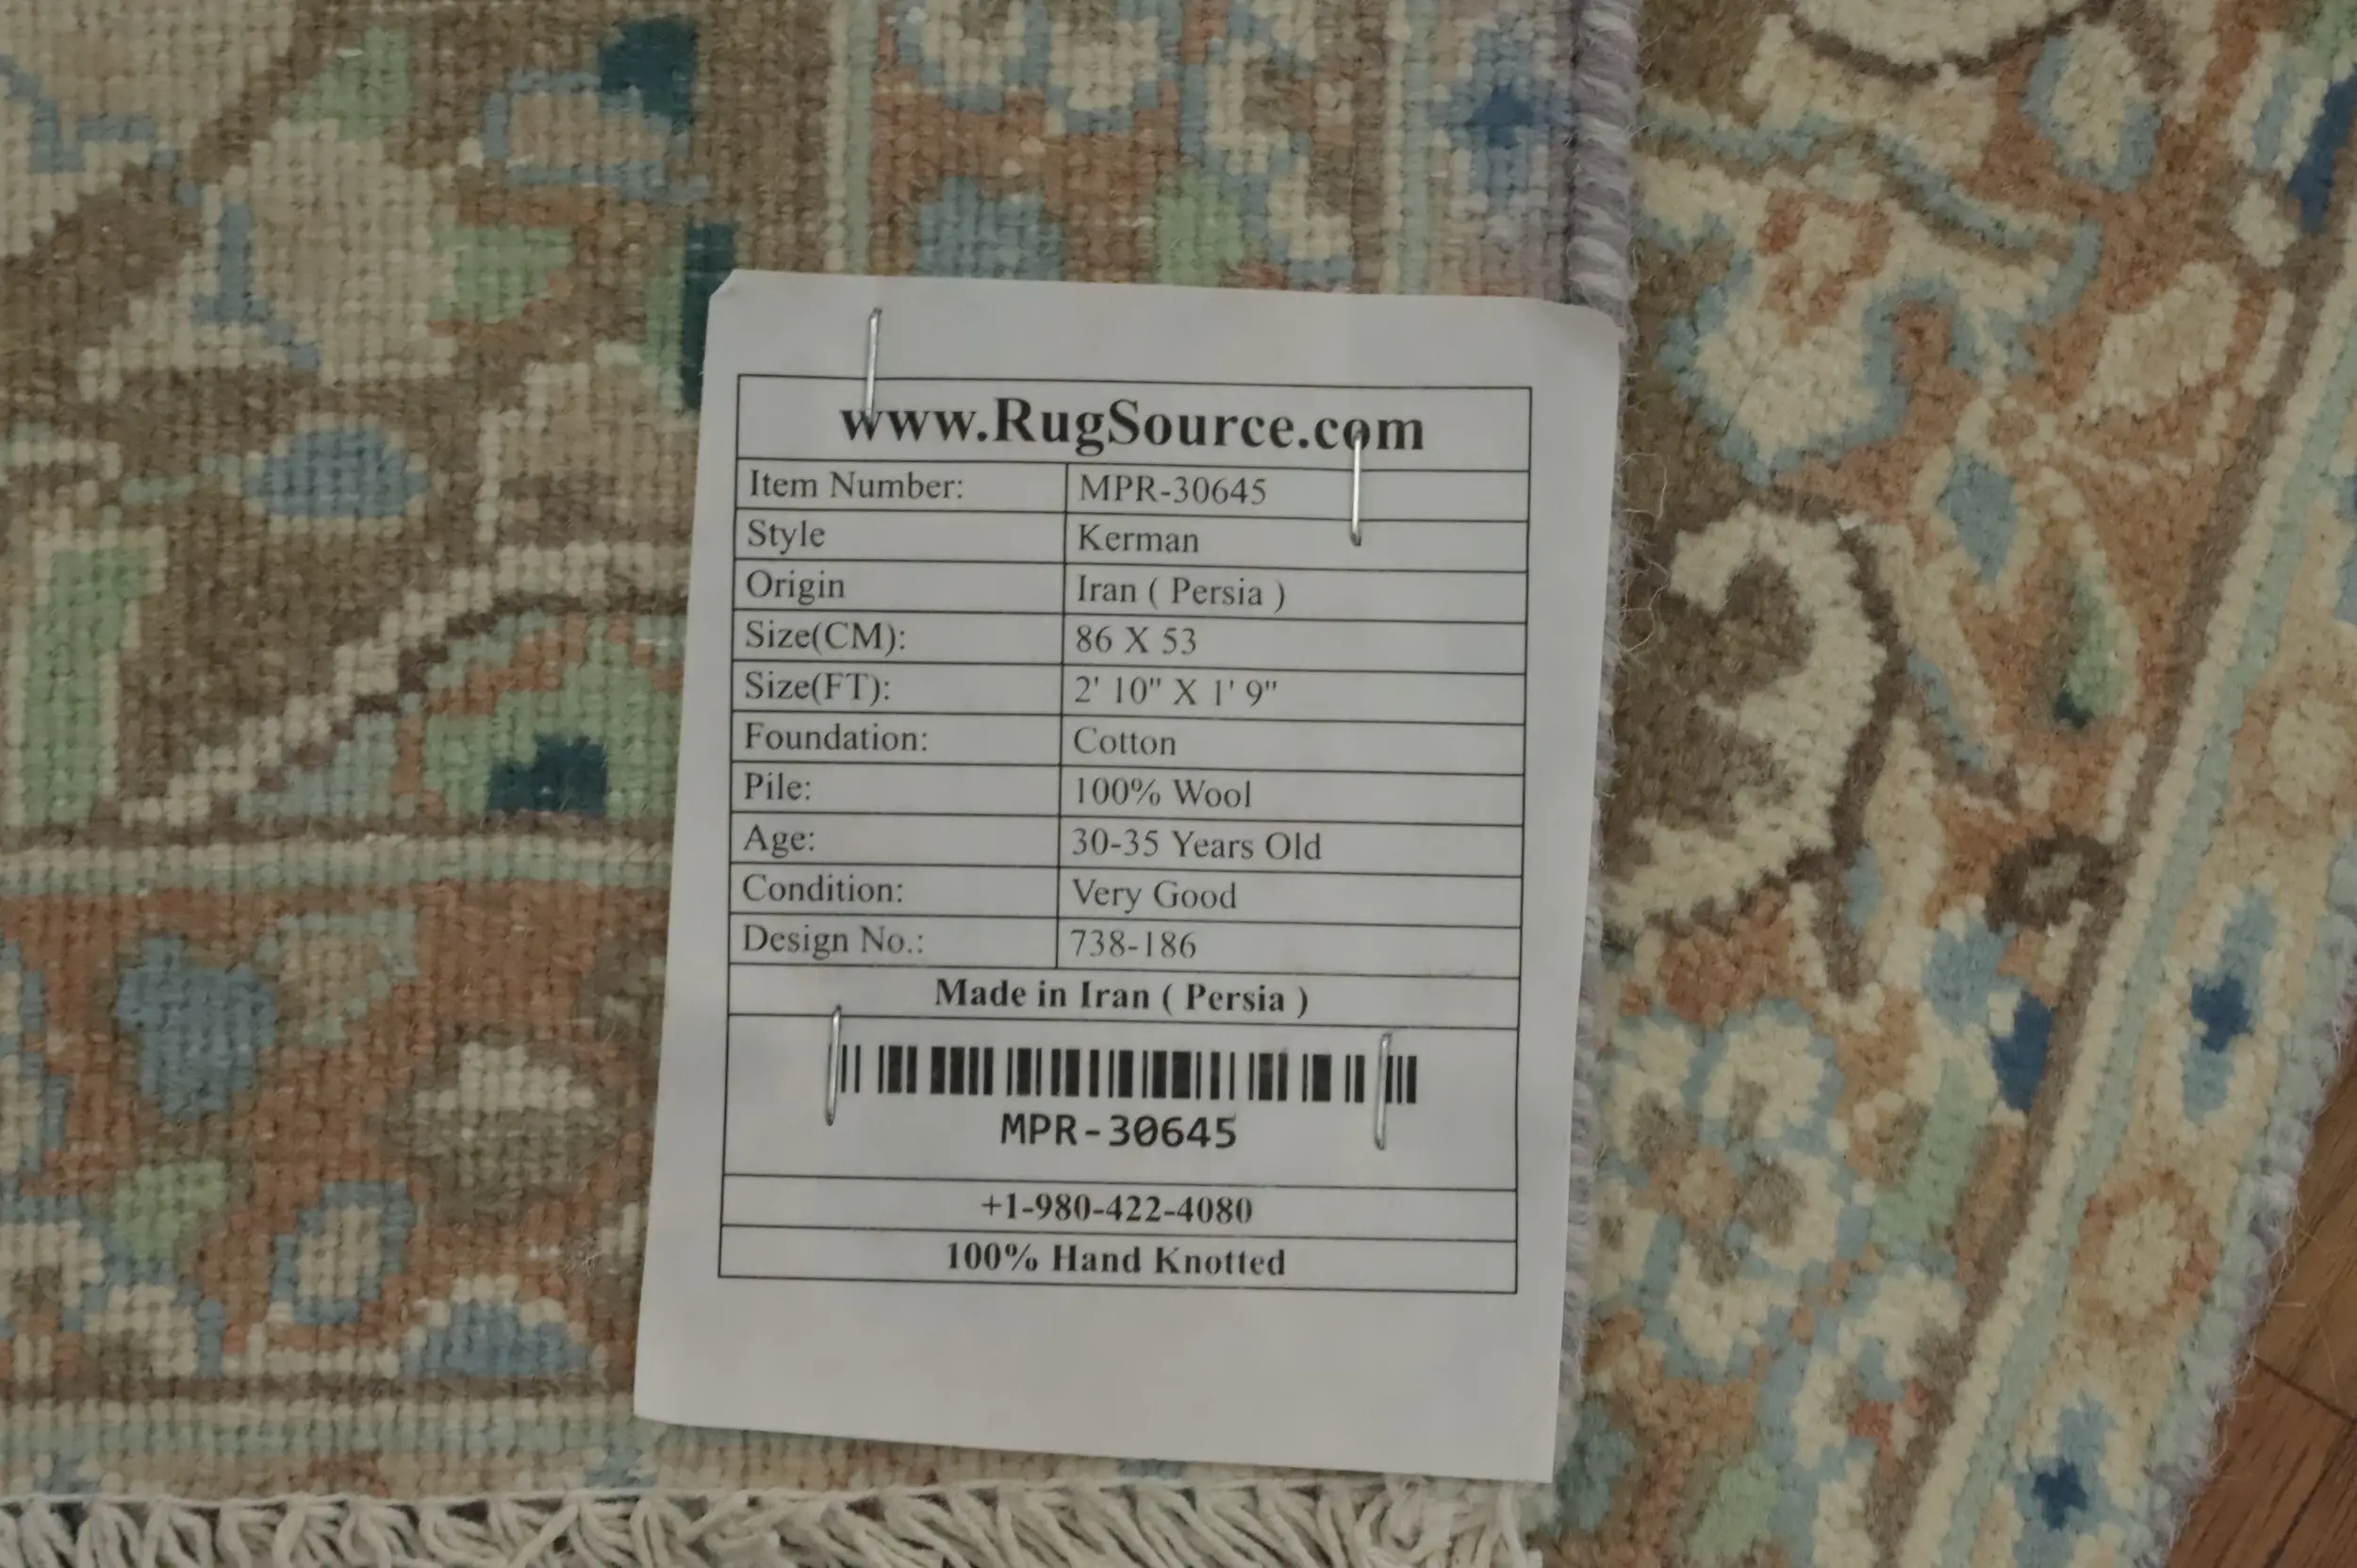 www.RugSource.com
Item Number: MPR-30645
Style Kerman
Origin Iran ( Persia )
Size(CM): 86 X 53
Size(FT): 2' 10" X 1' 9"
Foundation: Cotton
Pile: 100% Wool
Age: 30-35 Years Old
Condition: Very Good
Design No.: 738-186
Made in Iran ( Persia )
MPR-30645
+1-980-422-4080
100% Hand Knotted